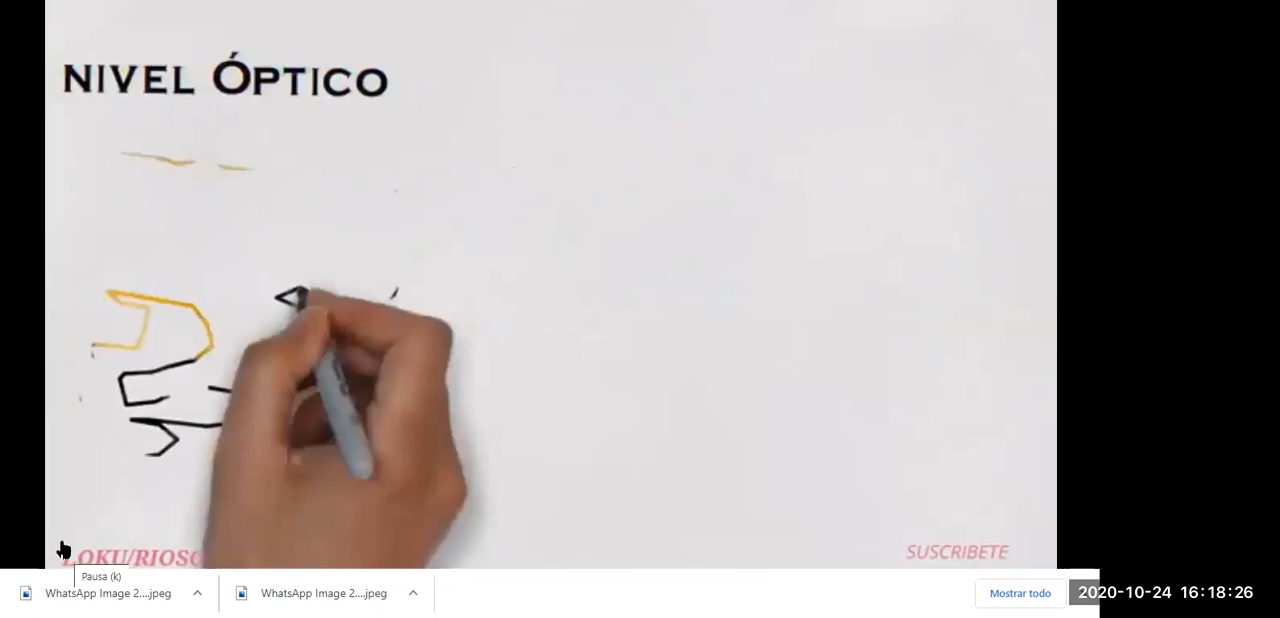 NIVEL ÓPTICO
SUSCRIBETE
Pausa (k)
WhatsApp Image 2....jpeg
WhatsApp Image 2....jpeg
Mostrar todo
2020-10-24 16:18:26